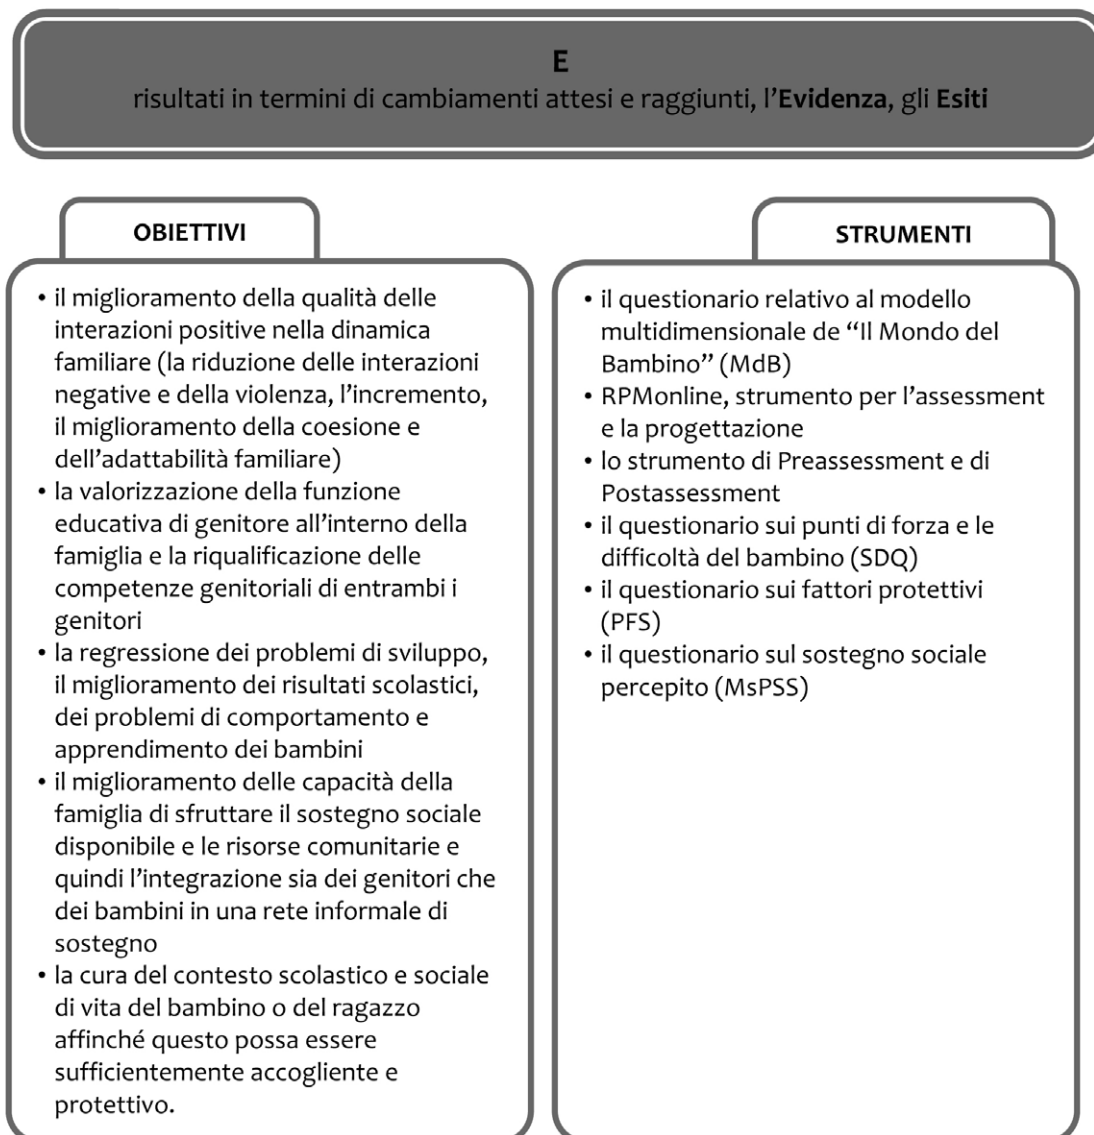 E
risultati in termini di cambiamenti attesi e raggiunti, l’Evidenza, gli Esiti
OBIETTIVI
• il miglioramento della qualità delle
interazioni positive nella dinamica
familiare (la riduzione delle interazioni
negative e della violenza, l’incremento,
il miglioramento della coesione e
dell’adattabilità familiare)
• la valorizzazione della funzione
educativa di genitore all’interno della
famiglia e la riqualificazione delle
competenze genitoriali di entrambi i
genitori
• la regressione dei problemi di sviluppo,
il miglioramento dei risultati scolastici,
dei problemi di comportamento e
apprendimento dei bambini
• il miglioramento delle capacità della
famiglia di sfruttare il sostegno sociale
disponibile e le risorse comunitarie e
quindi l’integrazione sia dei genitori che
dei bambini in una rete informale di
sostegno
• la cura del contesto scolastico e sociale
di vita del bambino o del ragazzo
affinché questo possa essere
sufficientemente accogliente e
protettivo.
STRUMENTI
• il questionario relativo al modello
multidimensionale de “Il Mondo del
Bambino” (MdB)
• RPMonline, strumento per l’assessment
e la progettazione
• lo strumento di Preassessment e di
Postassessment
• il questionario sui punti di forza e le
difficoltà del bambino (SDQ)
• il questionario sui fattori protettivi
(PFS)
• il questionario sul sostegno sociale
percepito (MsPSS)